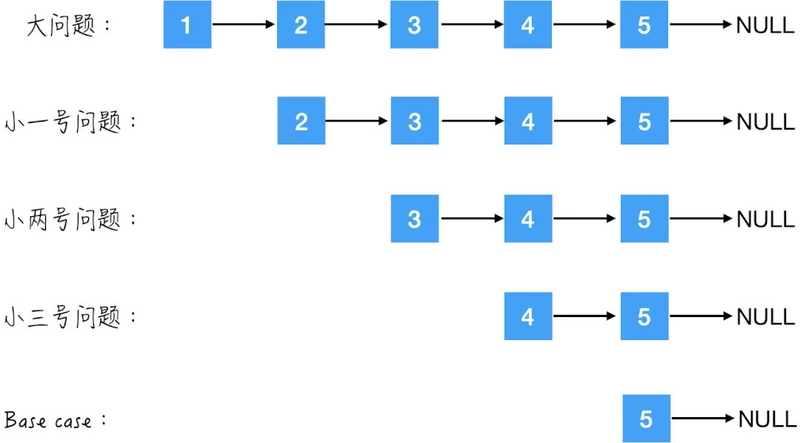 大问题： 1 2 3 4 5 NULL
小一号问题： 2 3 4 5 NULL
小两号问题： 3 4 5 NULL
小三号问题： 4 5 NULL
Base case： 5 NULL